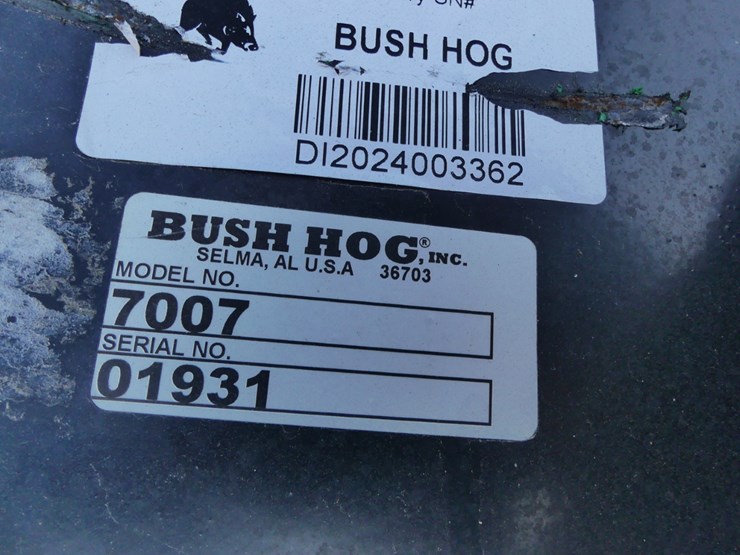 BUSH HOG
DI2024003362
BUSH HOG®, INC.
SELMA, AL U.S.A 36703
MODEL NO.
7007
SERIAL NO.
01931